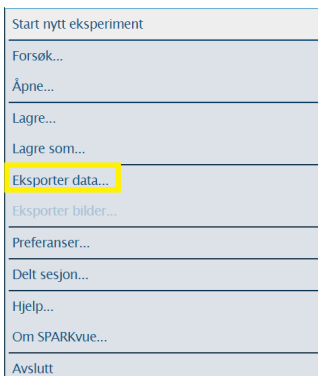 Start nytt eksperiment
Forsøk...
Åpne...
Lagre...
Lagre som...
Eksporter data...
Eksporter bilder...
Preferanser...
Delt sesjon...
Hjelp...
Om SPARKvue...
Avslutt